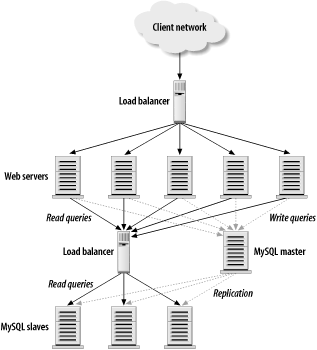 Client network
Load balancer
Web servers
Read queries
Write queries
Load balancer
MySQL master
Read queries
Replication
MySQL slaves